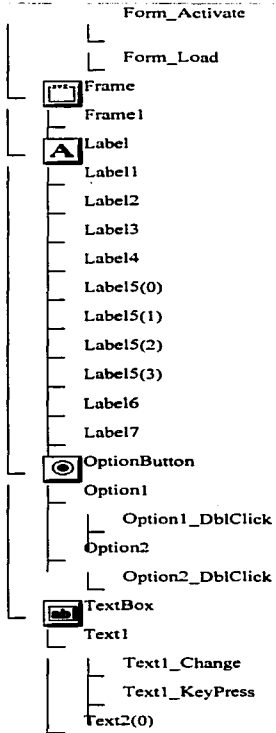 Form_Activate
Form_Load
Frame
Frame1
A Label
Label1
Label2
Label3
Label4
Label5(0)
Label5(1)
Label5(2)
Label5(3)
Label6
Label7
OptionButton
Option1
Option1_DblClick
Option2
Option2_DblClick
ab TextBox
Text1
Text1_Change
Text1_KeyPress
Text2(0)